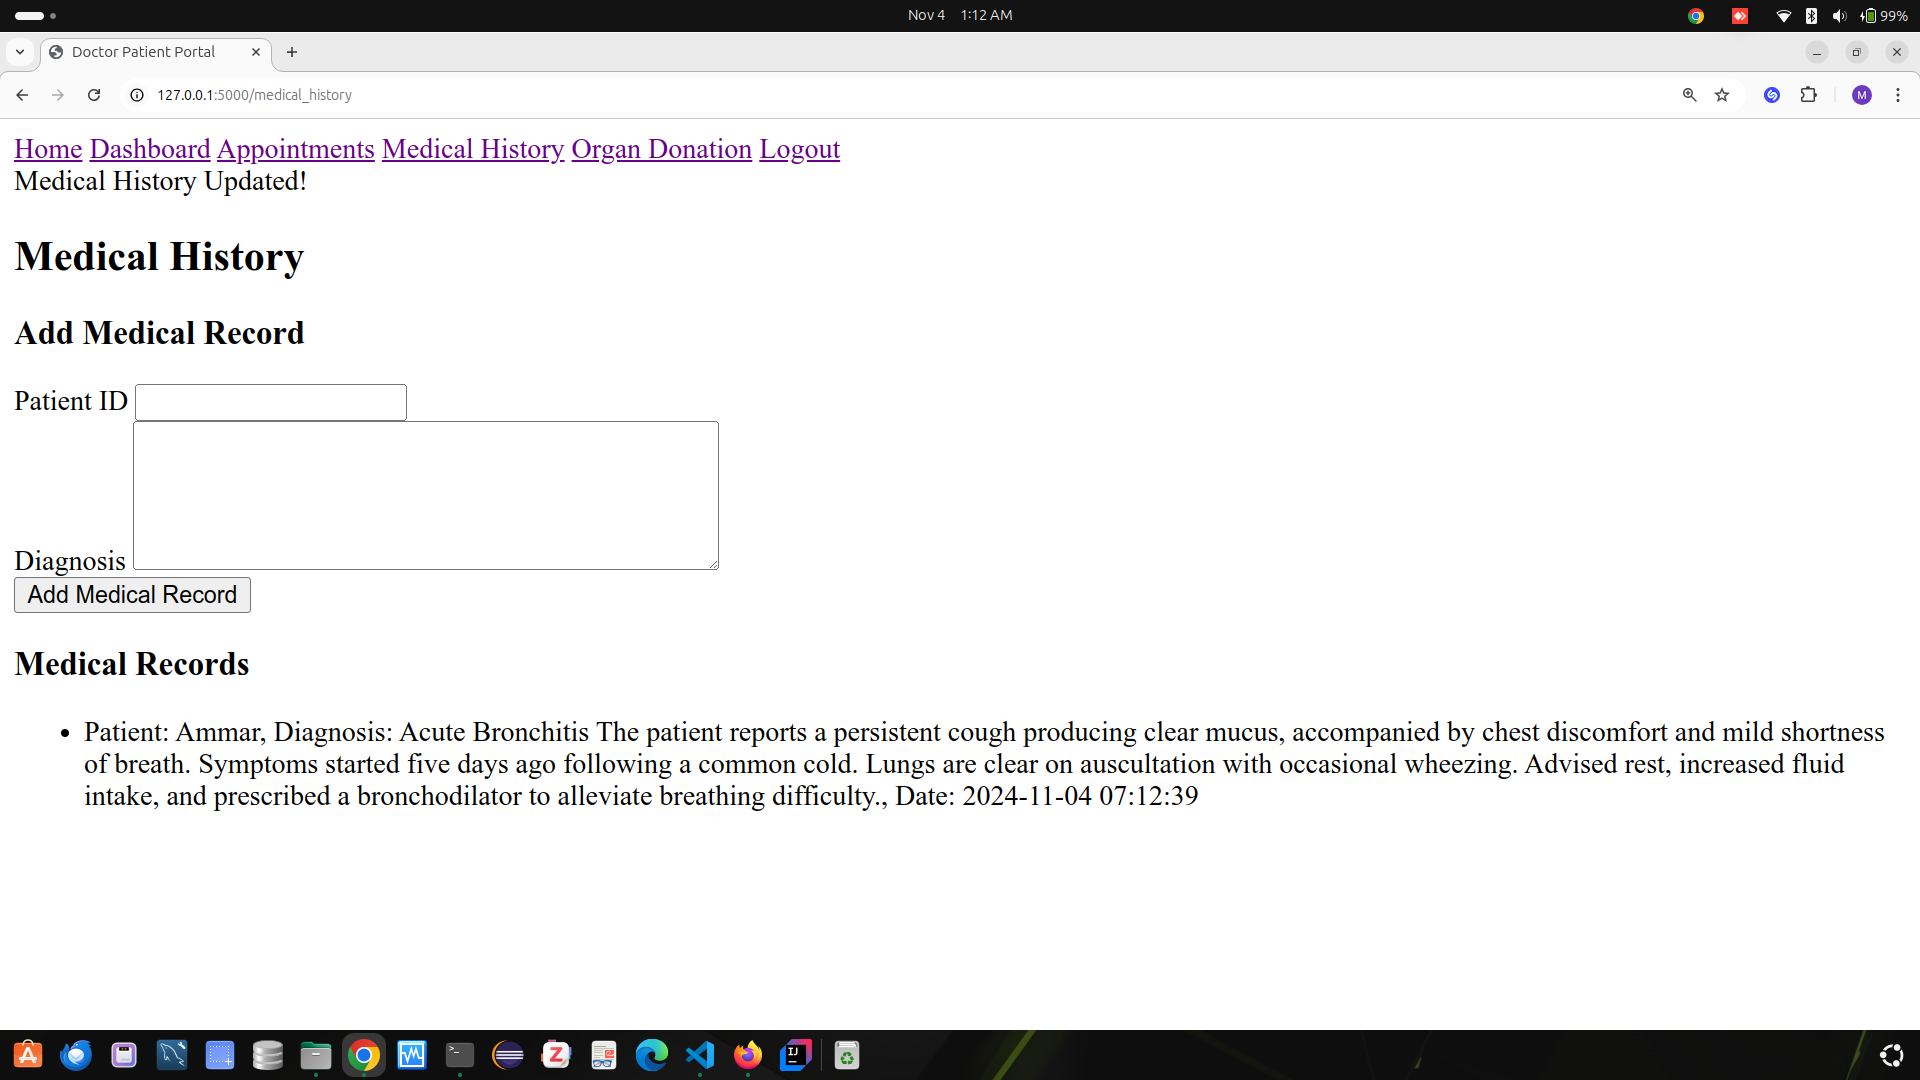 Nov 4 1:12 AM
99%
Doctor Patient Portal
127.0.0.1:5000/medical_history
M
Home Dashboard Appointments Medical History Organ Donation Logout
Medical History Updated!
Medical History
Add Medical Record
Patient ID
Diagnosis
Add Medical Record
Medical Records
• Patient: Ammar, Diagnosis: Acute Bronchitis The patient reports a persistent cough producing clear mucus, accompanied by chest discomfort and mild shortness
of breath. Symptoms started five days ago following a common cold. Lungs are clear on auscultation with occasional wheezing. Advised rest, increased fluid
intake, and prescribed a bronchodilator to alleviate breathing difficulty., Date: 2024-11-04 07:12:39